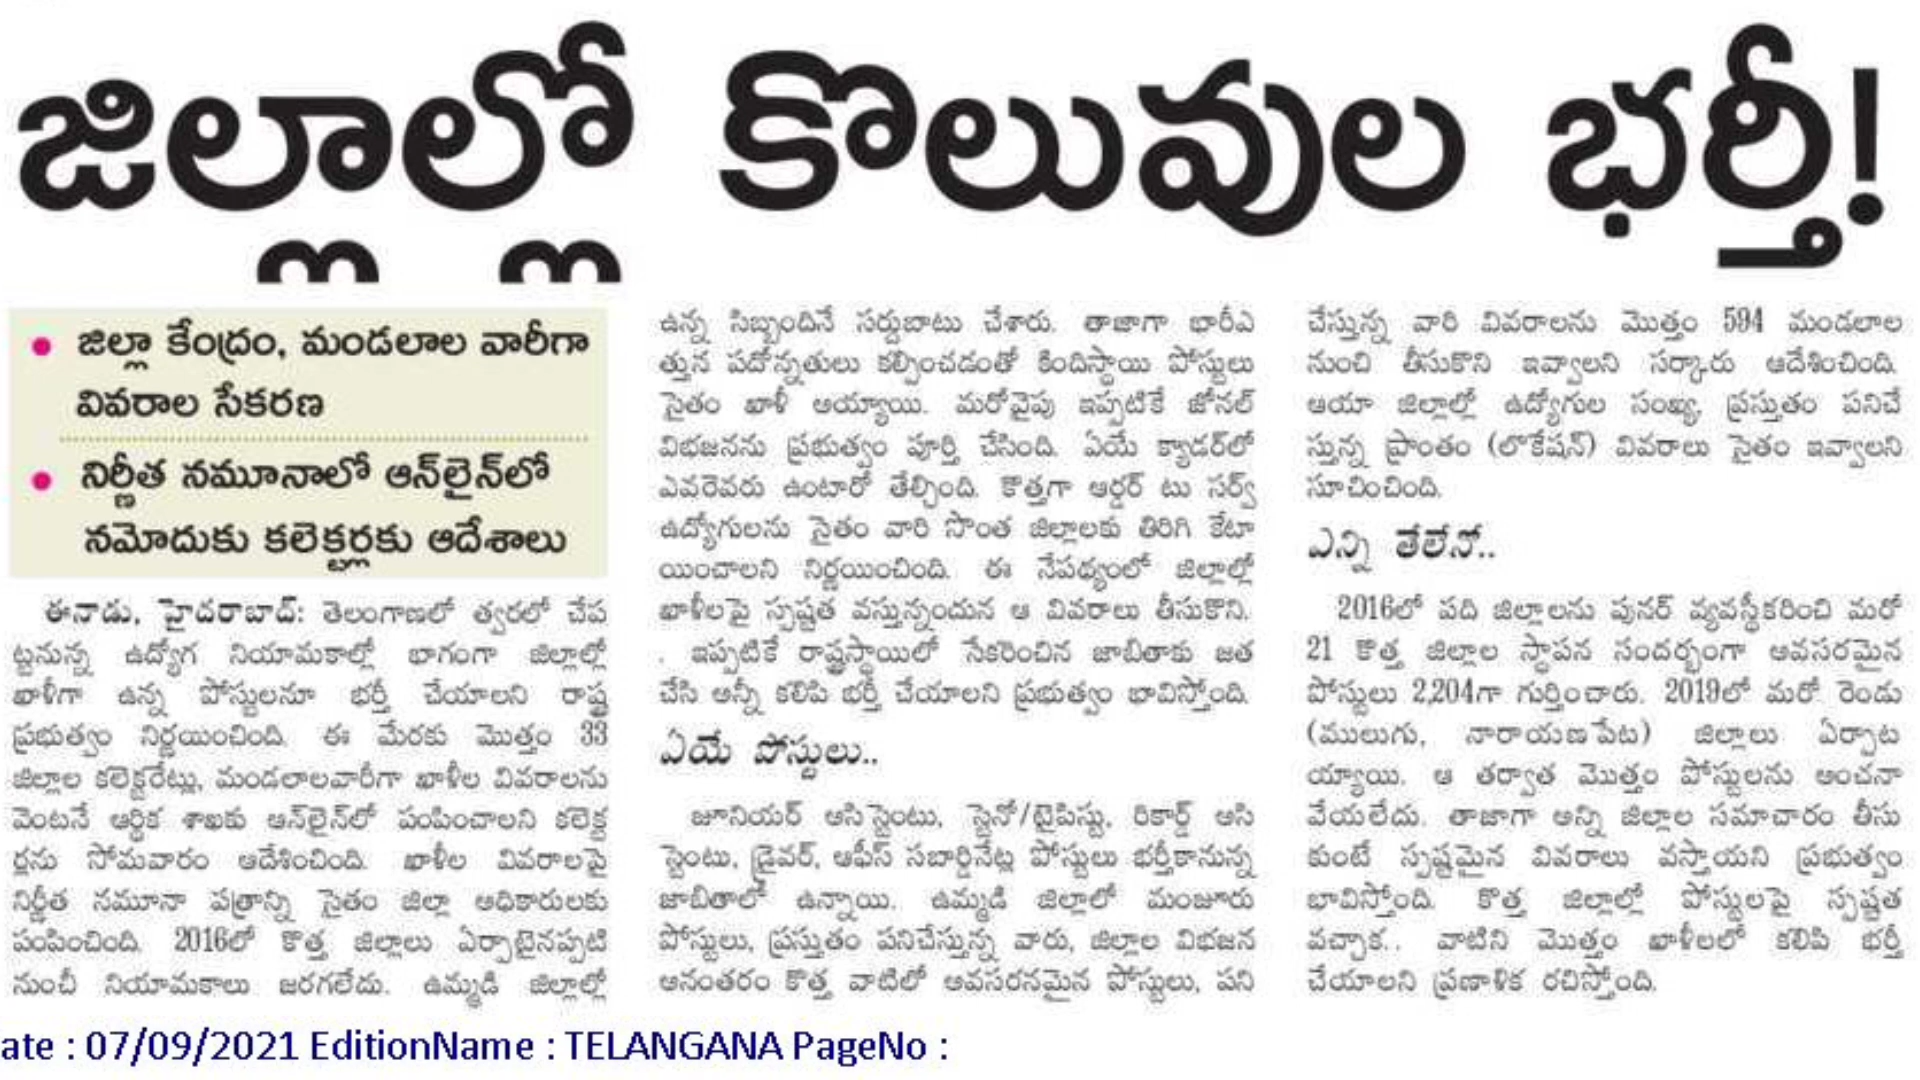 జిల్లాల్లో కొలువుల భర్తీ!
జిల్లా కేంద్రం, మండలాల వారీగా
వివరాల సేకరణ
నిర్ణీత నమూనాలో ఆన్‌లైన్‌లో
నమోదుకు కలెక్టర్లకు ఆదేశాలు
ఈనాడు, హైదరాబాద్: తెలంగాణలో త్వరలో చేప
ట్టనున్న ఉద్యోగ నియామకాల్లో భాగంగా జిల్లాల్లో
ఖాళీగా ఉన్న పోస్టులనూ భర్తీ చేయాలని రాష్ట్ర
ప్రభుత్వం నిర్ణయించింది. ఈ మేరకు మొత్తం 33
జిల్లాల కలెక్టరేట్లు, మండలాలవారీగా ఖాళీల వివరాలను
వెంటనే ఆర్థిక శాఖకు ఆన్‌లైన్‌లో పంపించాలని కలెక్ట
ర్లను సోమవారం ఆదేశించింది. ఖాళీల వివరాలపై
నిర్ణీత నమూనా పత్రాన్ని సైతం జిల్లా అధికారులకు
పంపించింది. 2016లో కొత్త జిల్లాలు ఏర్పాటైనప్పటి
నుంచీ నియామకాలు జరగలేదు. ఉమ్మడి జిల్లాల్లో
ఉన్న సిబ్బందినే సర్దుబాటు చేశారు. తాజాగా భారీఎ
త్తున పదోన్నతులు కల్పించడంతో కిందిస్థాయి పోస్టులు
సైతం ఖాళీ అయ్యాయి. మరోవైపు ఇప్పటికే జోనల్
విభజనను ప్రభుత్వం పూర్తి చేసింది. ఏయే క్యాడర్‌లో
ఎవరెవరు ఉంటారో తేల్చింది. కొత్తగా ఆర్డర్ టు సర్వ్
ఉద్యోగులను సైతం వారి సొంత జిల్లాలకు తిరిగి కేటా
యించాలని నిర్ణయించింది. ఈ నేపథ్యంలో జిల్లాల్లో
ఖాళీలపై స్పష్టత వస్తున్నందున ఆ వివరాలు తీసుకొని.
. ఇప్పటికే రాష్ట్రస్థాయిలో సేకరించిన జాబితాకు జత
చేసి అన్నీ కలిపి భర్తీ చేయాలని ప్రభుత్వం భావిస్తోంది.
ఏయే పోస్టులు..
జూనియర్ అసిస్టెంటు, స్టెనో/టైపిస్టు, రికార్డ్ అసి
స్టెంటు, డ్రైవర్, ఆఫీస్ సబార్డినేట్ల పోస్టులు భర్తీకానున్న
జాబితాలో ఉన్నాయి. ఉమ్మడి జిల్లాలో మంజూరు
పోస్టులు, ప్రస్తుతం పనిచేస్తున్న వారు, జిల్లాల విభజన
అనంతరం కొత్త వాటిలో అవసరనమైన పోస్టులు, పని
చేస్తున్న వారి వివరాలను మొత్తం 594 మండలాల
నుంచి తీసుకొని ఇవ్వాలని సర్కారు ఆదేశించింది.
ఆయా జిల్లాల్లో ఉద్యోగుల సంఖ్య, ప్రస్తుతం పనిచే
స్తున్న ప్రాంతం (లొకేషన్) వివరాలు సైతం ఇవ్వాలని
సూచించింది.
ఎన్ని తేలేనో..
2016లో పది జిల్లాలను పునర్ వ్యవస్థీకరించి మరో
21 కొత్త జిల్లాల స్థాపన సందర్భంగా అవసరమైన
పోస్టులు 2,204గా గుర్తించారు. 2019లో మరో రెండు
(ములుగు, నారాయణపేట) జిల్లాలు ఏర్పాట
య్యాయి. ఆ తర్వాత మొత్తం పోస్టులను అంచనా
వేయలేదు. తాజాగా అన్ని జిల్లాల సమాచారం తీసు
కుంటే స్పష్టమైన వివరాలు వస్తాయని ప్రభుత్వం
భావిస్తోంది. కొత్త జిల్లాల్లో పోస్టులపై స్పష్టత
వచ్చాక.. వాటిని మొత్తం ఖాళీలలో కలిపి భర్తీ
చేయాలని ప్రణాళిక రచిస్తోంది.
ate : 07/09/2021 EditionName : TELANGANA PageNo :